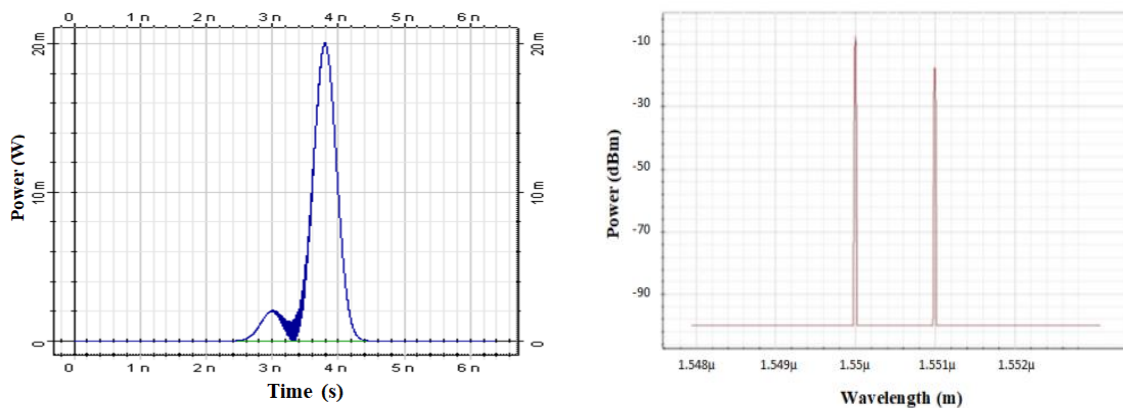 0 1 n 2 n 3 n 4 n 5 n 6 n
20 m 20 m
Power (W)
10 m 10 m
0 0
0 1 n 2 n 3 n 4 n 5 n 6 n
Time (s)
-10
-30
Power (dBm)
-50
-70
-90
1.548µ 1.549µ 1.55µ 1.551µ 1.552µ
Wavelength (m)